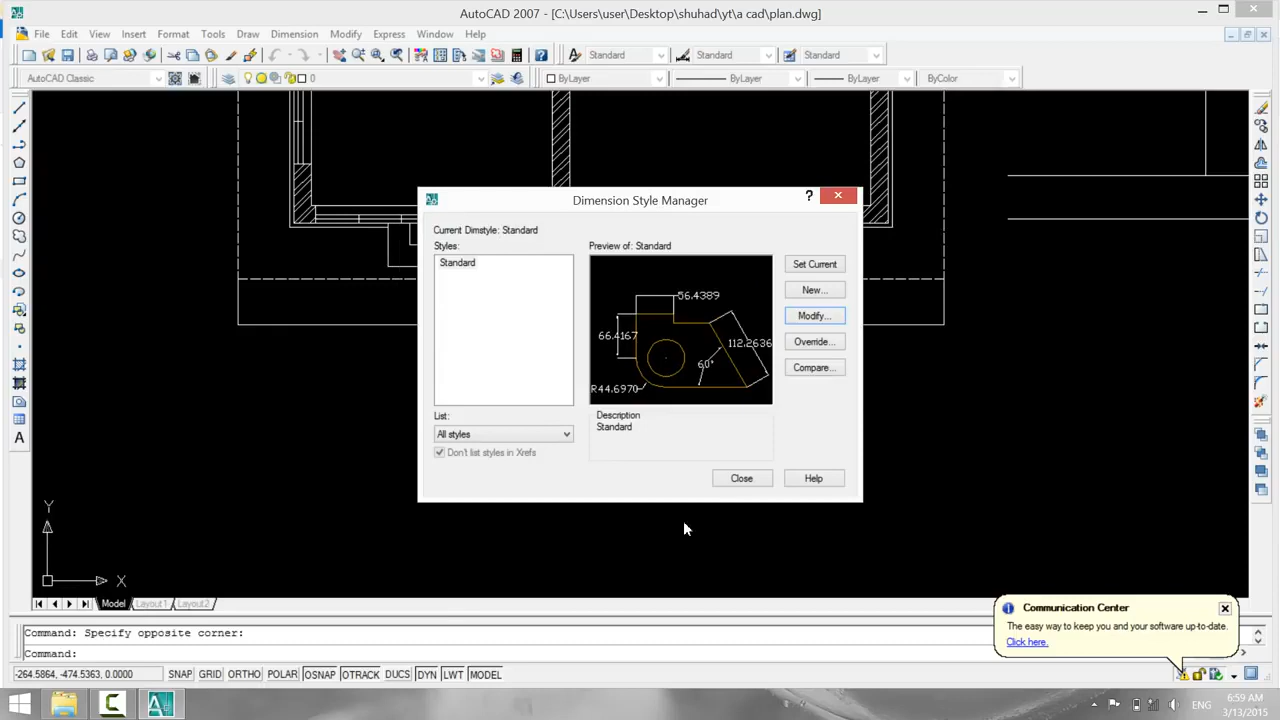 AutoCAD 2007 - [C:\Users\user\Desktop\shuhad\yt\a cad\plan.dwg]
File Edit View Insert Format Tools Draw Dimension Modify Express Window Help
Standard Standard Standard
AutoCAD Classic 0 ByLayer ByLayer ByLayer ByColor
Dimension Style Manager
?
Current Dimstyle: Standard
Styles: Preview of: Standard
Standard
Set Current
New...
Modify...
Override...
Compare...
56.4389
66.4167
112.2636
60°
R44.6970
List:
All styles
Don't list styles in Xrefs
Description
Standard
Close Help
Y
X
Model Layout1 Layout2
Command: Specify opposite corner:
Command:
Communication Center
The easy way to keep you and your software up-to-date.
Click here.
-264.5864, -474.5363, 0.0000 SNAP GRID ORTHO POLAR OSNAP OTRACK DUCS DYN LWT MODEL
ENG
6:59 AM
3/13/2015
A